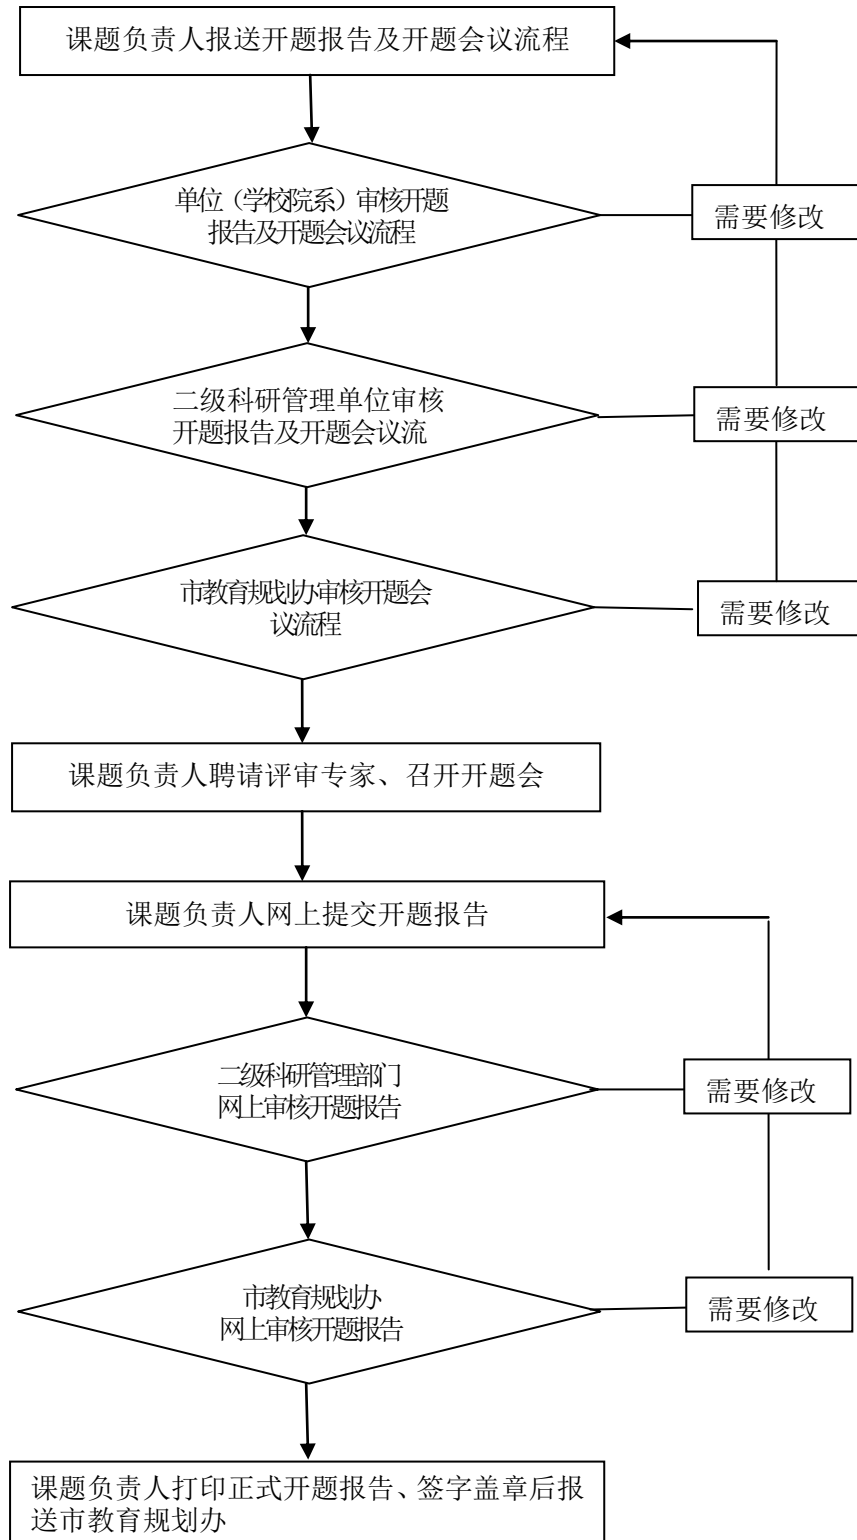 课题负责人报送开题报告及开题会议流程
单位（学校院系）审核开题
报告及开题会议流程
需要修改
二级科研管理单位审核
开题报告及开题会议流
需要修改
市教育规划办审核开题会
议流程
需要修改
课题负责人聘请评审专家、召开开题会
课题负责人网上提交开题报告
二级科研管理部门
网上审核开题报告
需要修改
市教育规划办
网上审核开题报告
需要修改
课题负责人打印正式开题报告、签字盖章后报
送市教育规划办